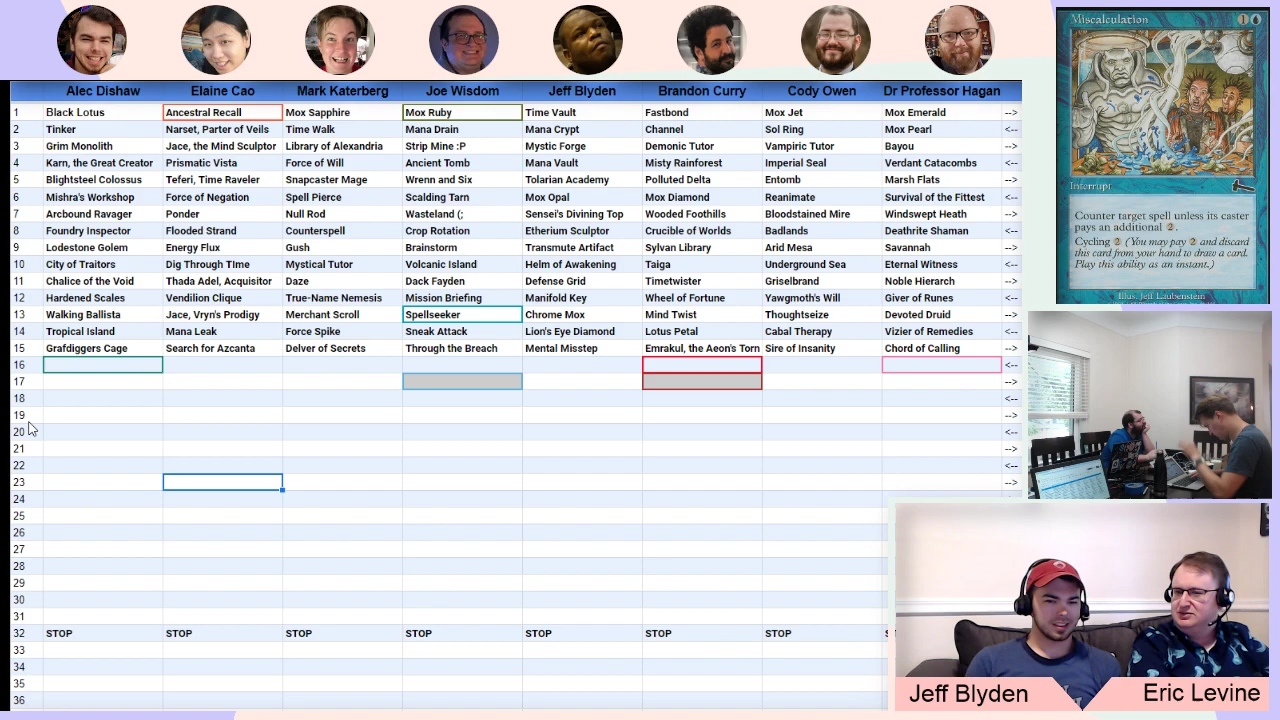 Alec Dishaw Elaine Cao Mark Katerberg Joe Wisdom Jeff Blyden Brandon Curry Cody Owen Dr Professor Hagan
1 Black Lotus Ancestral Recall Mox Sapphire Mox Ruby Time Vault Fastbond Mox Jet Mox Emerald -->
2 Tinker Narset, Parter of Veils Time Walk Mana Drain Mana Crypt Channel Sol Ring Mox Pearl <--
3 Grim Monolith Jace, the Mind Sculptor Library of Alexandria Strip Mine :P Mystic Forge Demonic Tutor Vampiric Tutor Bayou -->
4 Karn, the Great Creator Prismatic Vista Force of Will Ancient Tomb Mana Vault Misty Rainforest Imperial Seal Verdant Catacombs <--
5 Blightsteel Colossus Teferi, Time Raveler Snapcaster Mage Wrenn and Six Tolarian Academy Polluted Delta Entomb Marsh Flats -->
6 Mishra's Workshop Force of Negation Spell Pierce Scalding Tarn Mox Opal Mox Diamond Reanimate Survival of the Fittest <--
7 Arcbound Ravager Ponder Null Rod Wasteland (; Sensei's Divining Top Wooded Foothills Bloodstained Mire Windswept Heath -->
8 Foundry Inspector Flooded Strand Counterspell Crop Rotation Etherium Sculptor Crucible of Worlds Badlands Deathrite Shaman <--
9 Lodestone Golem Energy Flux Gush Brainstorm Transmute Artifact Sylvan Library Arid Mesa Savannah -->
10 City of Traitors Dig Through TIme Mystical Tutor Volcanic Island Helm of Awakening Taiga Underground Sea Eternal Witness <--
11 Chalice of the Void Thada Adel, Acquisitor Daze Dack Fayden Defense Grid Timetwister Griselbrand Noble Hierarch -->
12 Hardened Scales Vendilion Clique True-Name Nemesis Mission Briefing Manifold Key Wheel of Fortune Yawgmoth's Will Giver of Runes <--
13 Walking Ballista Jace, Vryn's Prodigy Merchant Scroll Spellseeker Chrome Mox Mind Twist Thoughtseize Devoted Druid -->
14 Tropical Island Mana Leak Force Spike Sneak Attack Lion's Eye Diamond Lotus Petal Cabal Therapy Vizier of Remedies <--
15 Grafdiggers Cage Search for Azcanta Delver of Secrets Through the Breach Mental Misstep Emrakul, the Aeon's Torn Sire of Insanity Chord of Calling -->
16 <--
17 -->
18 <--
19 -->
20 <--
21 -->
22 <--
23 -->
24
25
26
27
28
29
30
31
32 STOP STOP STOP STOP STOP STOP STOP
33
34
35
36
Miscalculation 1
Interrupt
Counter target spell unless its caster
pays an additional 2.
Cycling 2 (You may pay 2 and discard
this card from your hand to draw a card.
Play this ability as an instant.)
Illus. Jeff Laubenstein
Jeff Blyden
Eric Levine